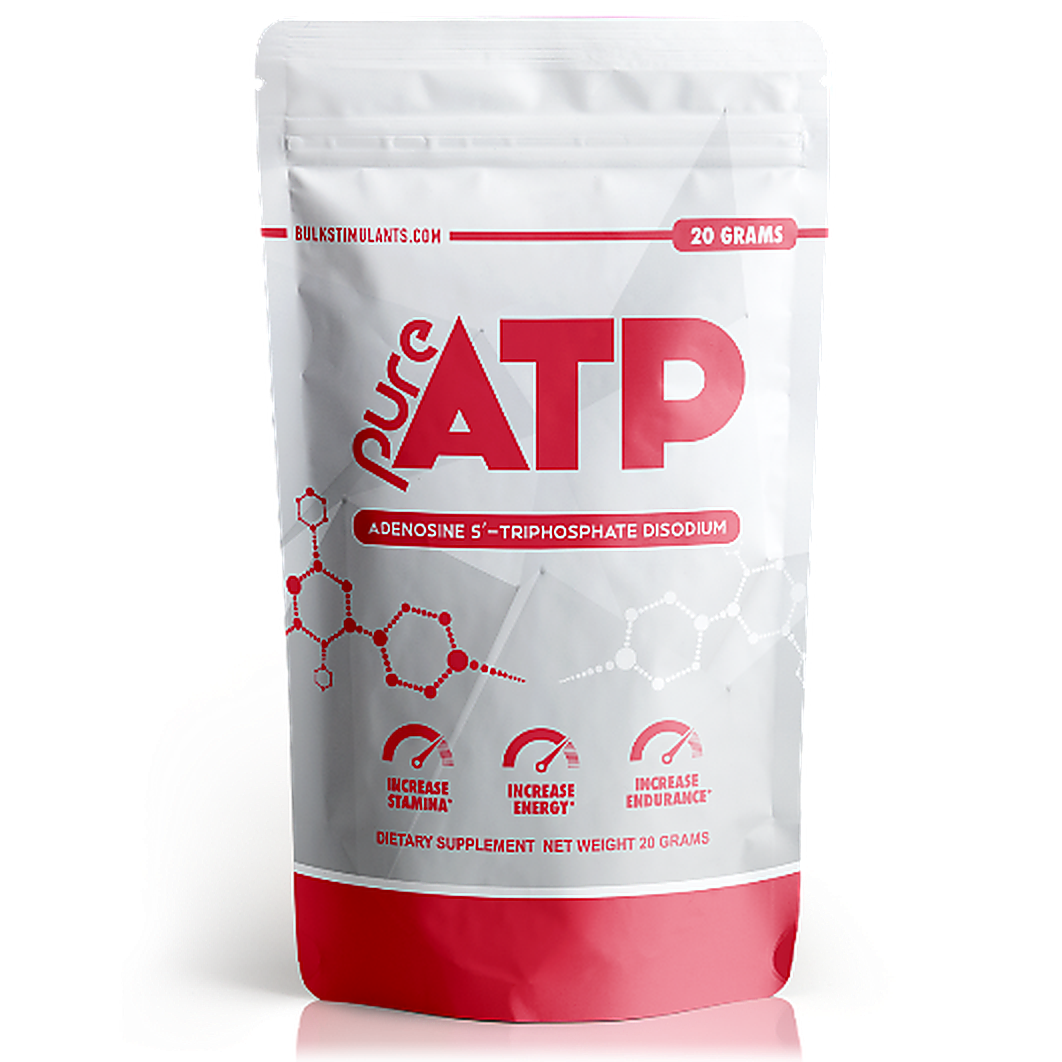 BULKSTIMULANTS.COM
20 GRAMS
pure ATP
ADENOSINE 5'-TRIPHOSPHATE DISODIUM
INCREASE
STAMINA*
INCREASE
ENERGY*
INCREASE
ENDURANCE*
DIETARY SUPPLEMENT NET WEIGHT 20 GRAMS